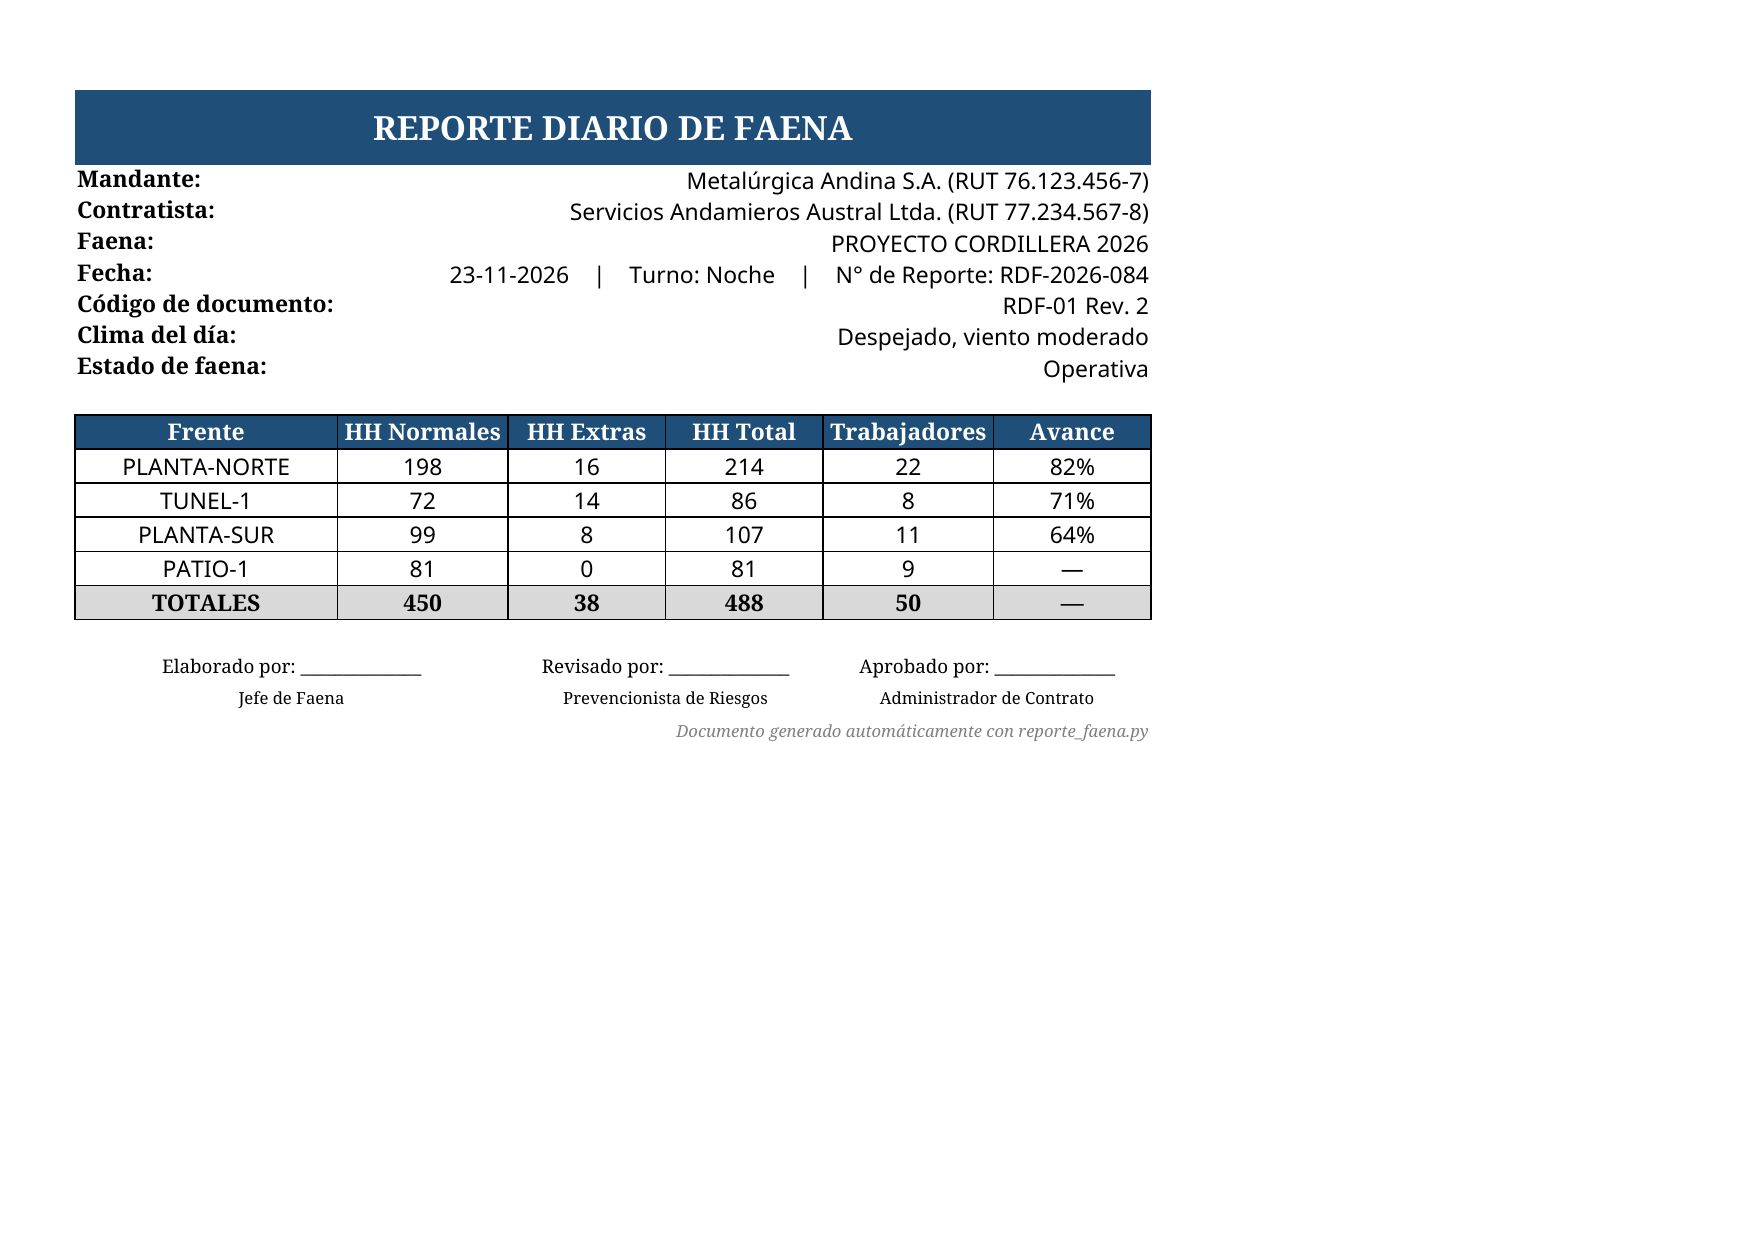 REPORTE DIARIO DE FAENA
Mandante: Metalúrgica Andina S.A. (RUT 76.123.456-7)
Contratista: Servicios Andamieros Austral Ltda. (RUT 77.234.567-8)
Faena: PROYECTO CORDILLERA 2026
Fecha: 23-11-2026 | Turno: Noche | N° de Reporte: RDF-2026-084
Código de documento: RDF-01 Rev. 2
Clima del día: Despejado, viento moderado
Estado de faena: Operativa
Frente HH Normales HH Extras HH Total Trabajadores Avance
PLANTA-NORTE 198 16 214 22 82%
TUNEL-1 72 14 86 8 71%
PLANTA-SUR 99 8 107 11 64%
PATIO-1 81 0 81 9 —
TOTALES 450 38 488 50 —
Elaborado por: ______________ Revisado por: ______________ Aprobado por: ______________
Jefe de Faena Prevencionista de Riesgos Administrador de Contrato
Documento generado automáticamente con reporte_faena.py